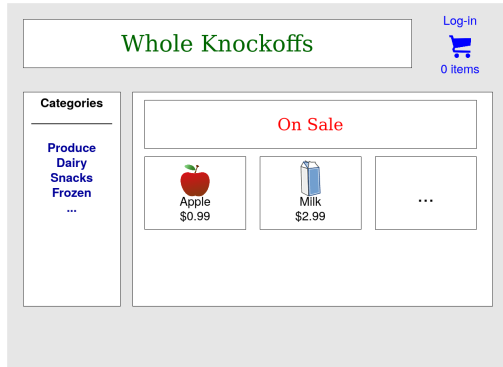 Whole Knockoffs
Log-in
0 items
Categories
Produce
Dairy
Snacks
Frozen
...
On Sale
Apple
$0.99
Milk
$2.99
...